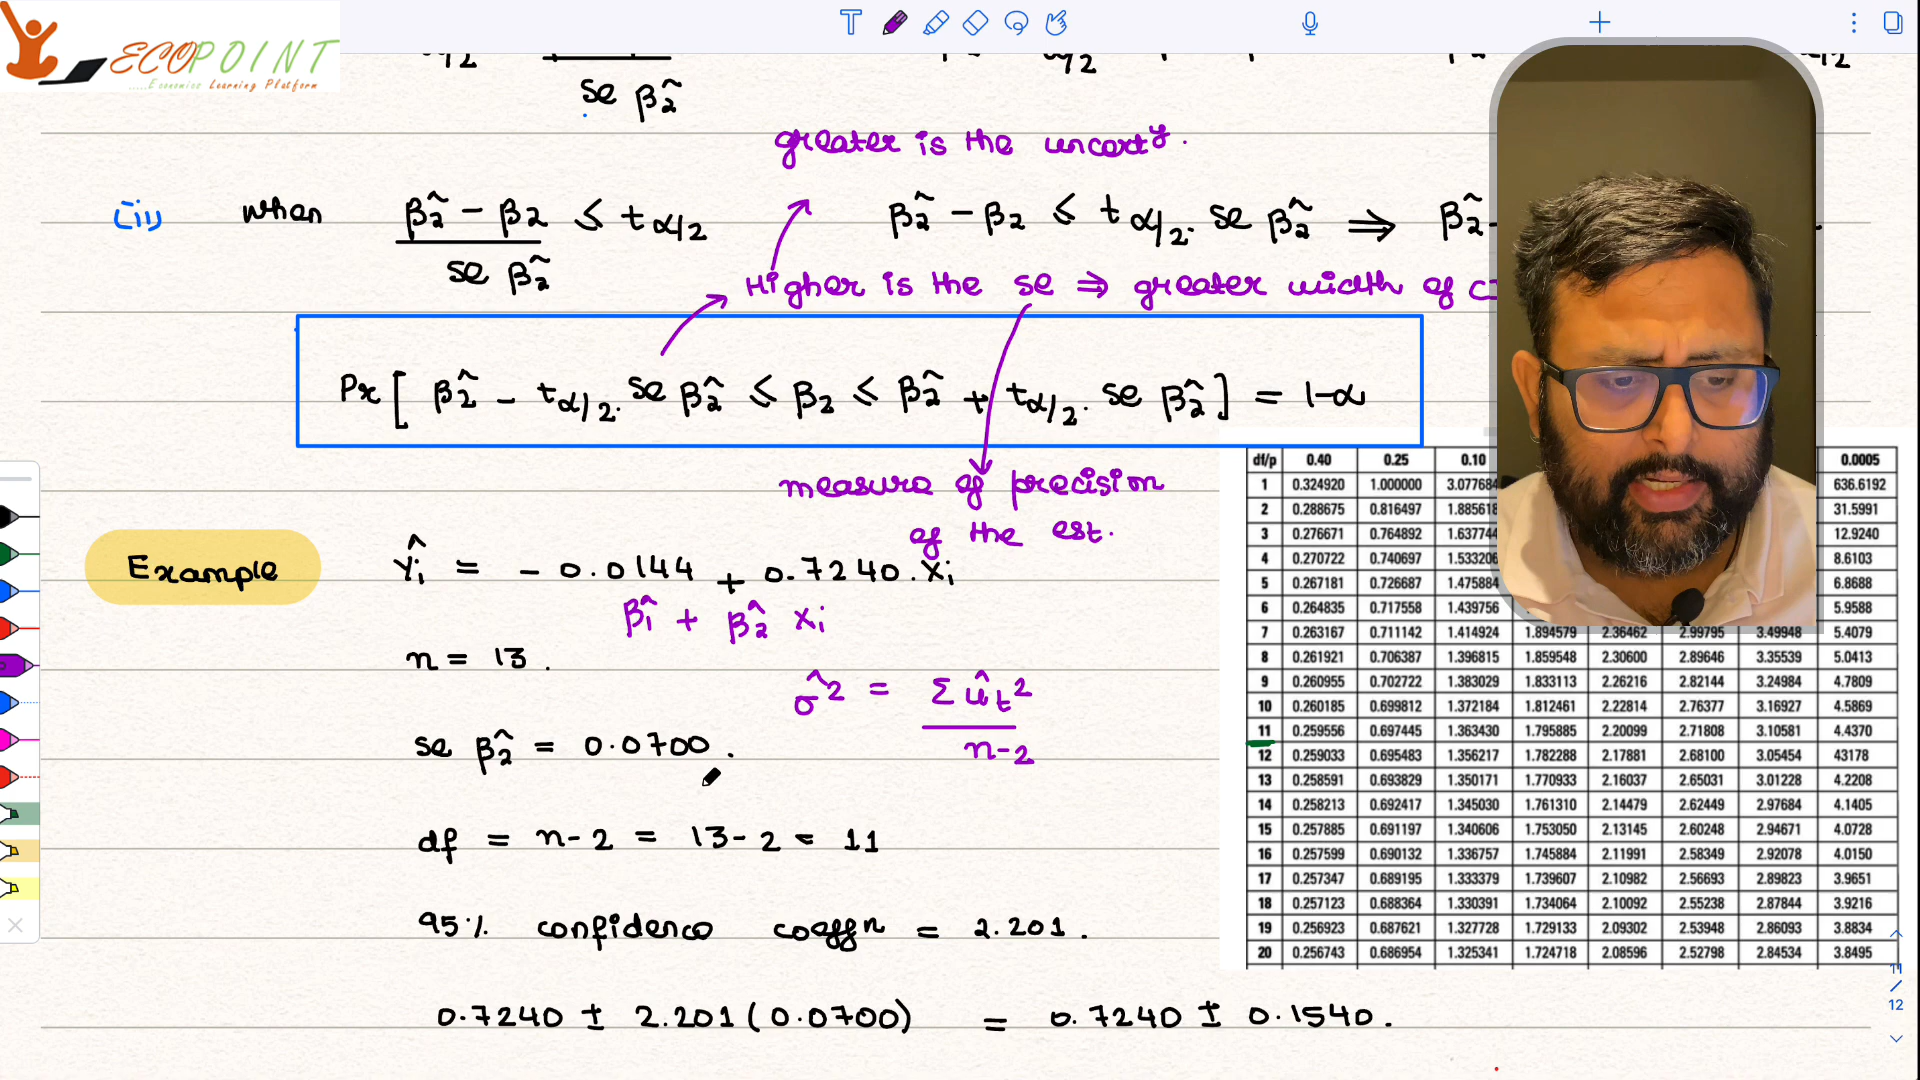 ECOPOINT
.....Economics Learning Platform
se β̂2
greater is the uncertʸ.
(ii) when β̂2 - β2 ≤ tα/2 β̂2 - β2 ≤ tα/2. se β̂2 ⇒ β̂2-
se β̂2
Higher is the se ⇒ greater width of CI
Pr[ β̂2 - tα/2. se β̂2 ≤ β2 ≤ β̂2 + tα/2. se β̂2 ] = 1-α
measure of precision
of the est.
Example Ŷi = - 0.0144 + 0.7240.Xi
β̂1 + β̂2 Xi
n = 13.
σ̂2 = Σût2
n-2
se β̂2 = 0.0700.
df = n-2 = 13-2 = 11
95% confidence coeffn = 2.201.
0.7240 ± 2.201(0.0700) = 0.7240 ± 0.1540.
df/p 0.40 0.25 0.10 0.0005
1 0.324920 1.000000 3.077684 636.6192
2 0.288675 0.816497 1.885618 31.5991
3 0.276671 0.764892 1.637744 12.9240
4 0.270722 0.740697 1.533206 8.6103
5 0.267181 0.726687 1.475884 6.8688
6 0.264835 0.717558 1.439756 5.9588
7 0.263167 0.711142 1.414924 1.894579 2.36462 2.99795 3.49948 5.4079
8 0.261921 0.706387 1.396815 1.859548 2.30600 2.89646 3.35539 5.0413
9 0.260955 0.702722 1.383029 1.833113 2.26216 2.82144 3.24984 4.7809
10 0.260185 0.699812 1.372184 1.812461 2.22814 2.76377 3.16927 4.5869
11 0.259556 0.697445 1.363430 1.795885 2.20099 2.71808 3.10581 4.4370
12 0.259033 0.695483 1.356217 1.782288 2.17881 2.68100 3.05454 43178
13 0.258591 0.693829 1.350171 1.770933 2.16037 2.65031 3.01228 4.2208
14 0.258213 0.692417 1.345030 1.761310 2.14479 2.62449 2.97684 4.1405
15 0.257885 0.691197 1.340606 1.753050 2.13145 2.60248 2.94671 4.0728
16 0.257599 0.690132 1.336757 1.745884 2.11991 2.58349 2.92078 4.0150
17 0.257347 0.689195 1.333379 1.739607 2.10982 2.56693 2.89823 3.9651
18 0.257123 0.688364 1.330391 1.734064 2.10092 2.55238 2.87844 3.9216
19 0.256923 0.687621 1.327728 1.729133 2.09302 2.53948 2.86093 3.8834
20 0.256743 0.686954 1.325341 1.724718 2.08596 2.52798 2.84534 3.8495
11
/
12